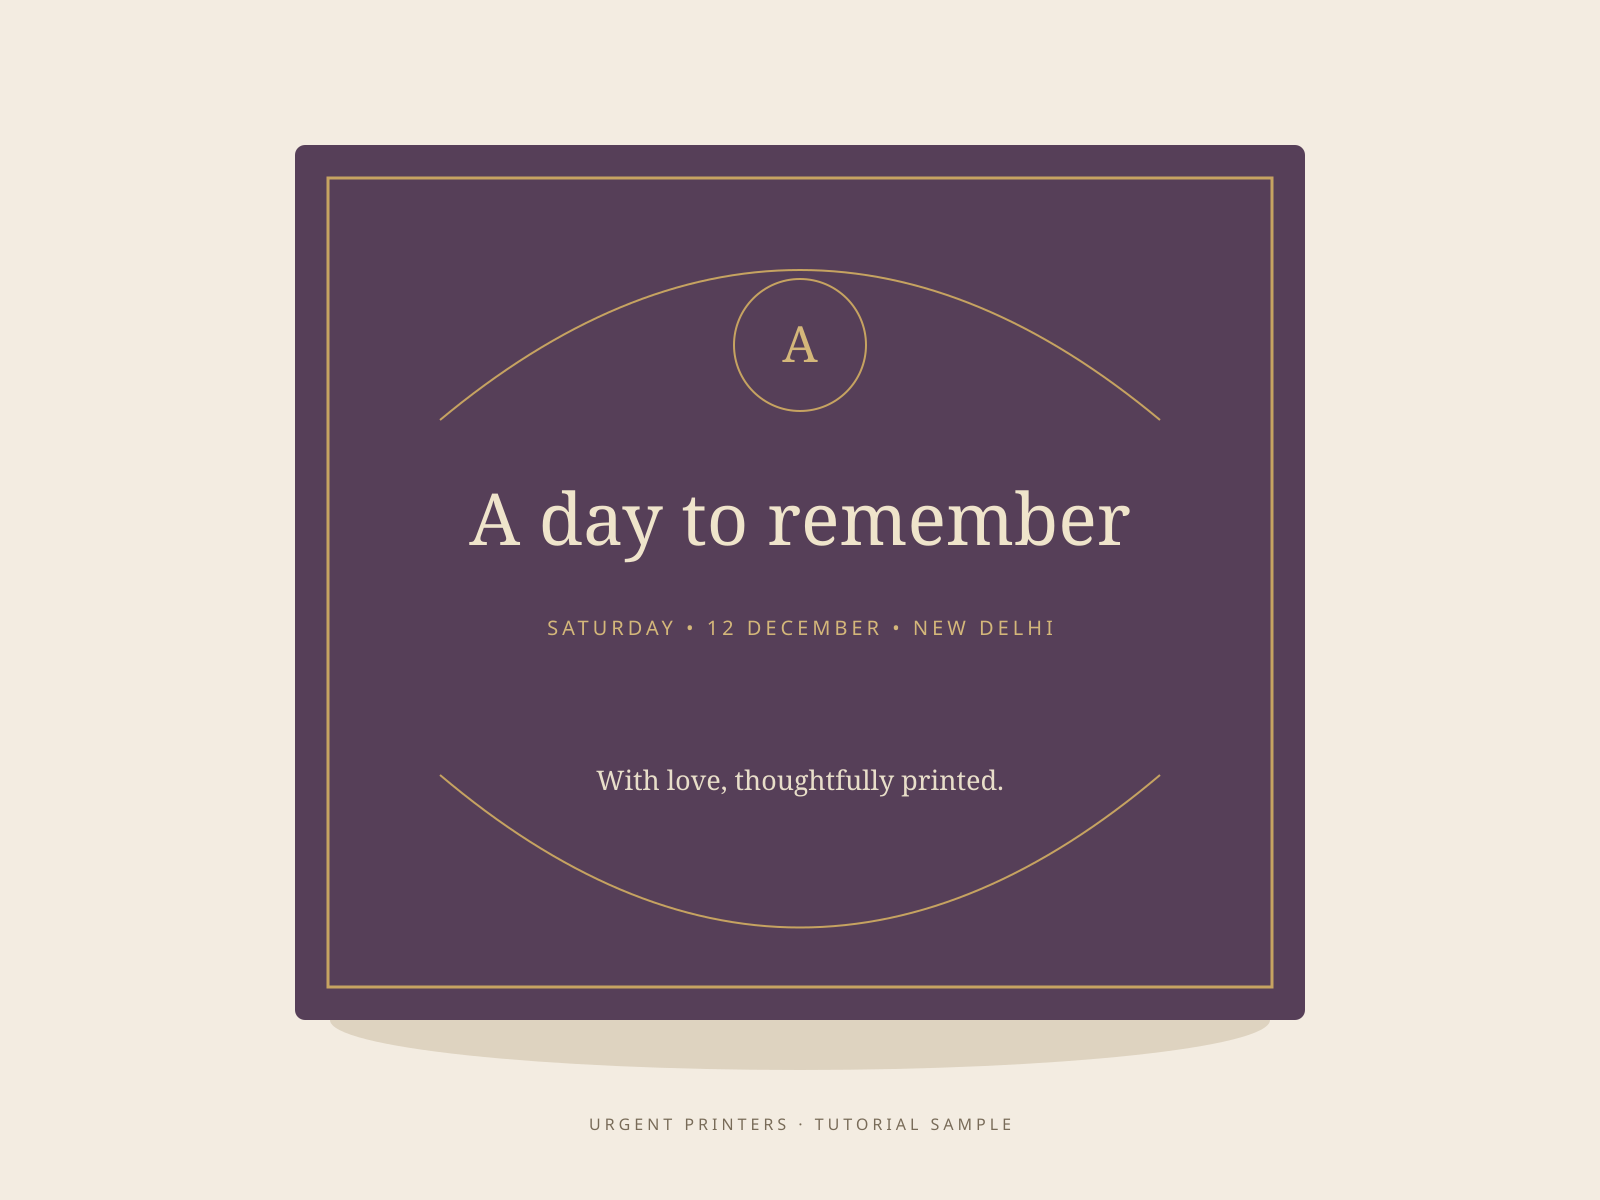 A
A day to remember
SATURDAY • 12 DECEMBER • NEW DELHI
With love, thoughtfully printed.
URGENT PRINTERS · TUTORIAL SAMPLE